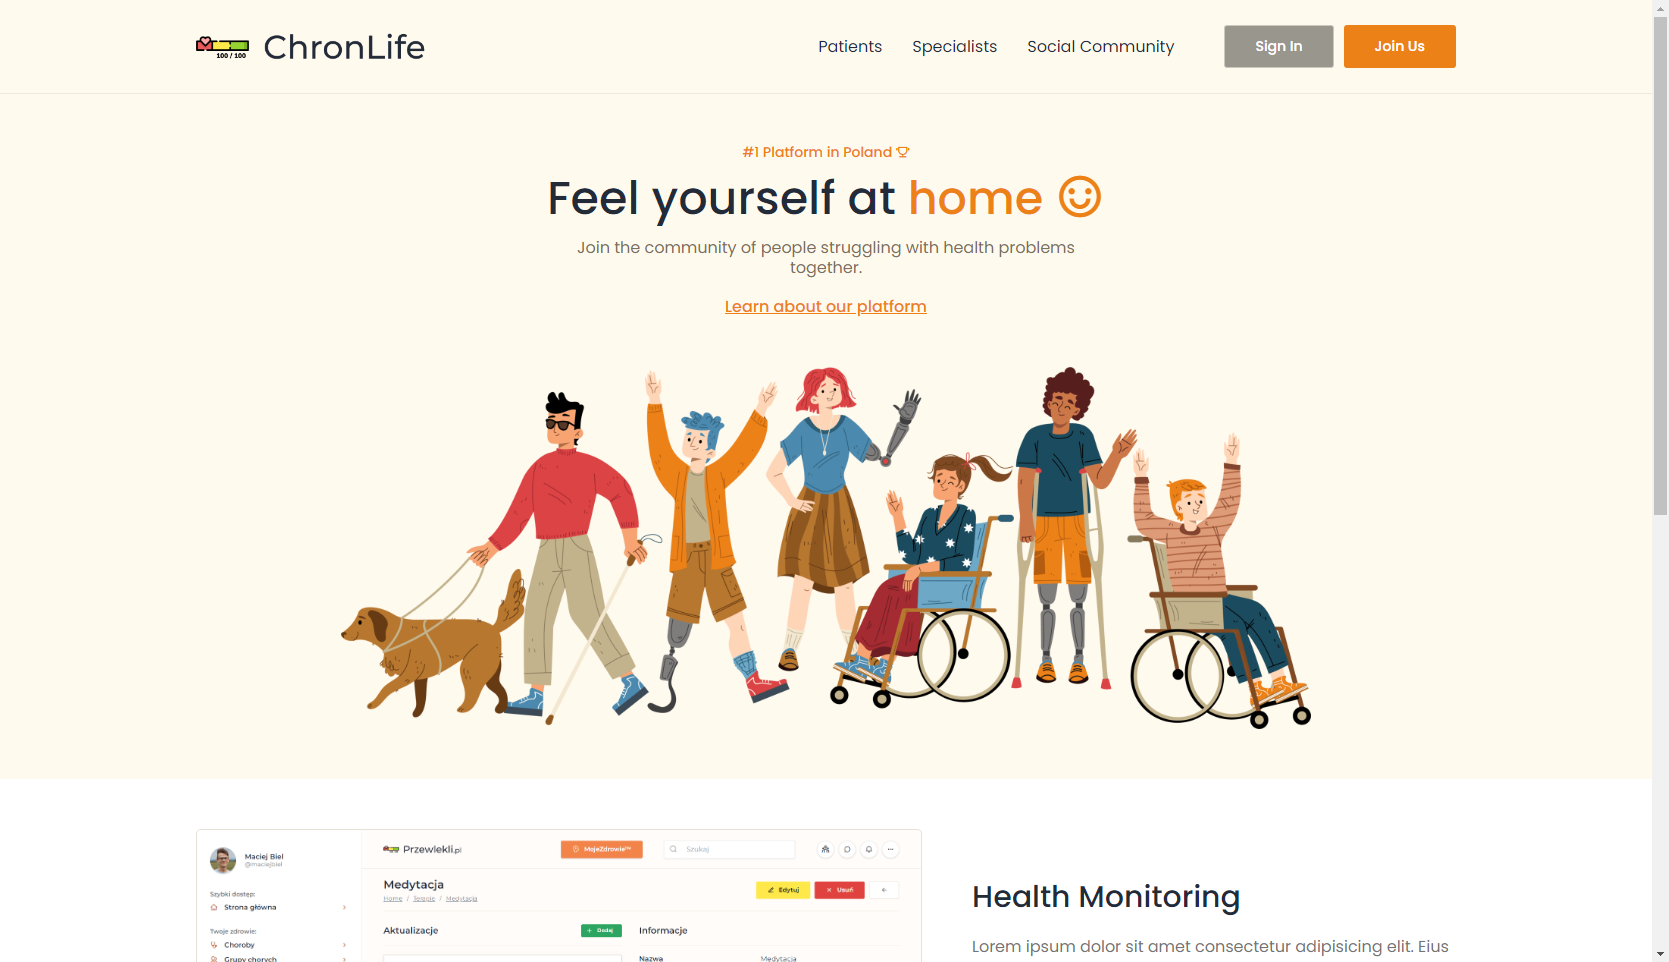 100 / 100
ChronLife
Patients
Specialists
Social Community
Sign In
Join Us
#1 Platform in Poland
Feel yourself at home
Join the community of people struggling with health problems
together.
Learn about our platform
Maciej Biel
@maciejbiel
Szybki dostęp:
Strona główna
Twoje zdrowie:
Choroby
Grupy chorych
Przewlekli.pl
MojeZdrowie™
Szukaj
Medytacja
Home / Terapie / Medytacja
Edytuj
Usuń
Aktualizacje
Dodaj
Informacje
Nazwa
Medytacja
Health Monitoring
Lorem ipsum dolor sit amet consectetur adipisicing elit. Eius